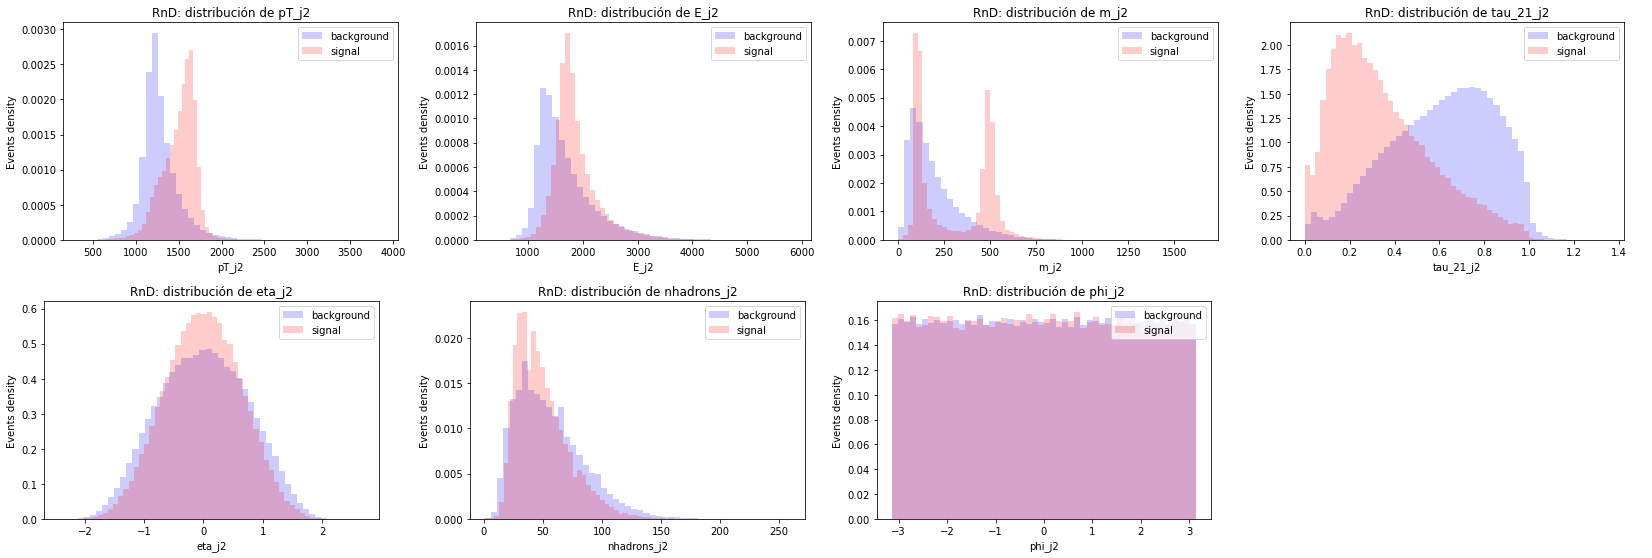 RnD: distribución de pT_j2
Events density
0.0030
0.0025
0.0020
0.0015
0.0010
0.0005
0.0000
background
signal
500 1000 1500 2000 2500 3000 3500 4000
pT_j2
RnD: distribución de E_j2
Events density
0.0016
0.0014
0.0012
0.0010
0.0008
0.0006
0.0004
0.0002
0.0000
background
signal
1000 2000 3000 4000 5000 6000
E_j2
RnD: distribución de m_j2
Events density
0.007
0.006
0.005
0.004
0.003
0.002
0.001
0.000
background
signal
0 250 500 750 1000 1250 1500
m_j2
RnD: distribución de tau_21_j2
Events density
2.00
1.75
1.50
1.25
1.00
0.75
0.50
0.25
0.00
background
signal
0.0 0.2 0.4 0.6 0.8 1.0 1.2 1.4
tau_21_j2
RnD: distribución de eta_j2
Events density
0.6
0.5
0.4
0.3
0.2
0.1
0.0
background
signal
−2 −1 0 1 2
eta_j2
RnD: distribución de nhadrons_j2
Events density
0.020
0.015
0.010
0.005
0.000
background
signal
0 50 100 150 200 250
nhadrons_j2
RnD: distribución de phi_j2
Events density
0.16
0.14
0.12
0.10
0.08
0.06
0.04
0.02
0.00
background
signal
−3 −2 −1 0 1 2 3
phi_j2